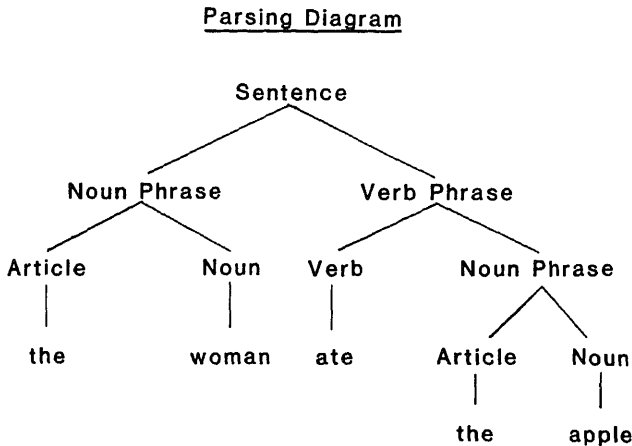 Parsing Diagram
Sentence
Noun Phrase Verb Phrase
Article Noun Verb Noun Phrase
the woman ate Article Noun
the apple